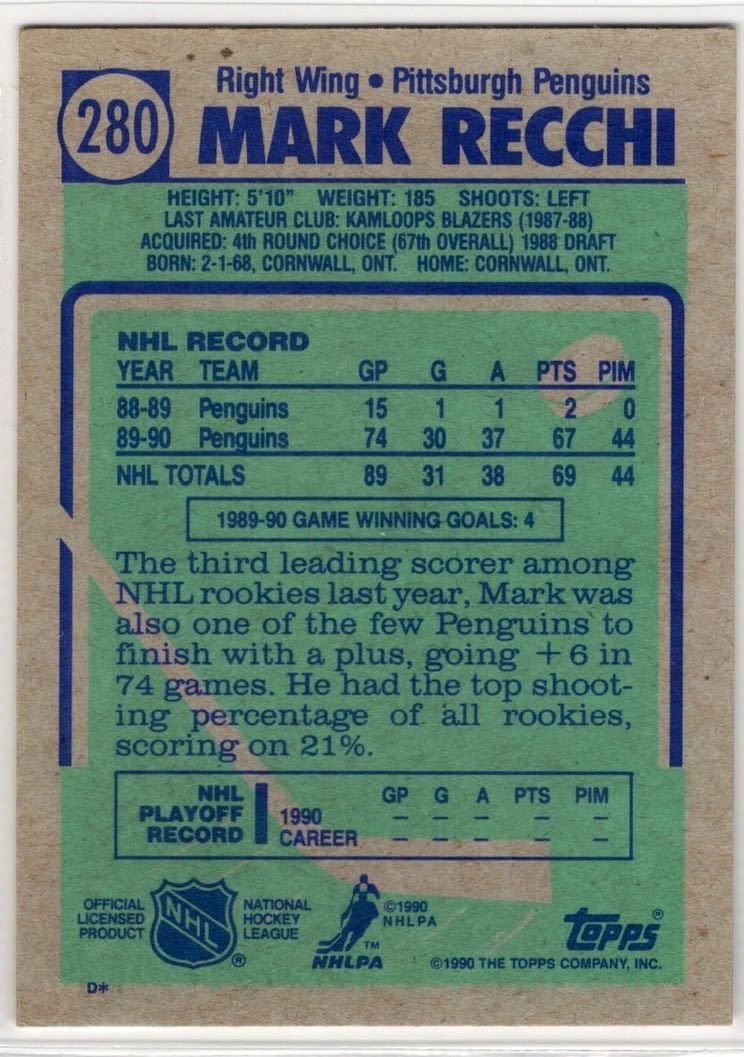 280
Right Wing • Pittsburgh Penguins
MARK RECCHI
HEIGHT: 5'10" WEIGHT: 185 SHOOTS: LEFT
LAST AMATEUR CLUB: KAMLOOPS BLAZERS (1987-88)
ACQUIRED: 4th ROUND CHOICE (67th OVERALL) 1988 DRAFT
BORN: 2-1-68, CORNWALL, ONT. HOME: CORNWALL, ONT.
NHL RECORD
YEAR TEAM GP G A PTS PIM
88-89 Penguins 15 1 1 2 0
89-90 Penguins 74 30 37 67 44
NHL TOTALS 89 31 38 69 44
1989-90 GAME WINNING GOALS: 4
The third leading scorer among
NHL rookies last year, Mark was
also one of the few Penguins to
finish with a plus, going +6 in
74 games. He had the top shoot-
ing percentage of all rookies,
scoring on 21%.
NHL PLAYOFF RECORD
GP G A PTS PIM
1990 – – – – –
CAREER – – – – –
OFFICIAL LICENSED PRODUCT
NHL
®
NATIONAL HOCKEY LEAGUE
TM
NHLPA
©1990 NHLPA
Topps®
©1990 THE TOPPS COMPANY, INC.
D*